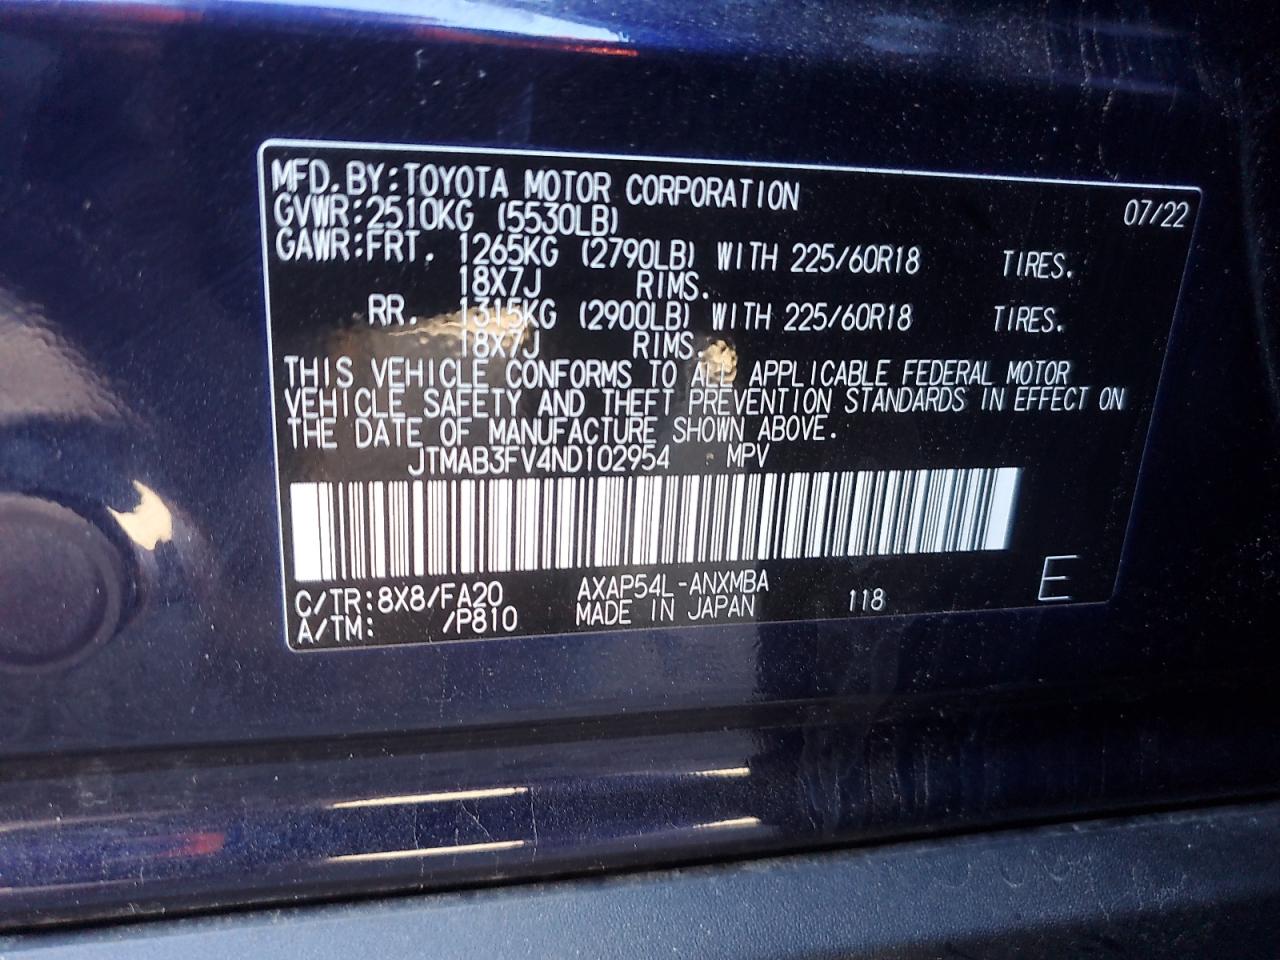 MFD. BY: TOYOTA MOTOR CORPORATION 07/22
GVWR: 2510KG (5530LB)
GAWR: FRT. 1265KG (2790LB) WITH 225/60R18 TIRES.
18X7J RIMS.
RR. 1315KG (2900LB) WITH 225/60R18 TIRES.
18X7J RIMS.
THIS VEHICLE CONFORMS TO ALL APPLICABLE FEDERAL MOTOR
VEHICLE SAFETY AND THEFT PREVENTION STANDARDS IN EFFECT ON
THE DATE OF MANUFACTURE SHOWN ABOVE.
JTMAB3FV4ND102954 MPV
C/TR: 8X8/FA20 AXAP54L-ANXMBA 118 E
A/TM: /P810 MADE IN JAPAN